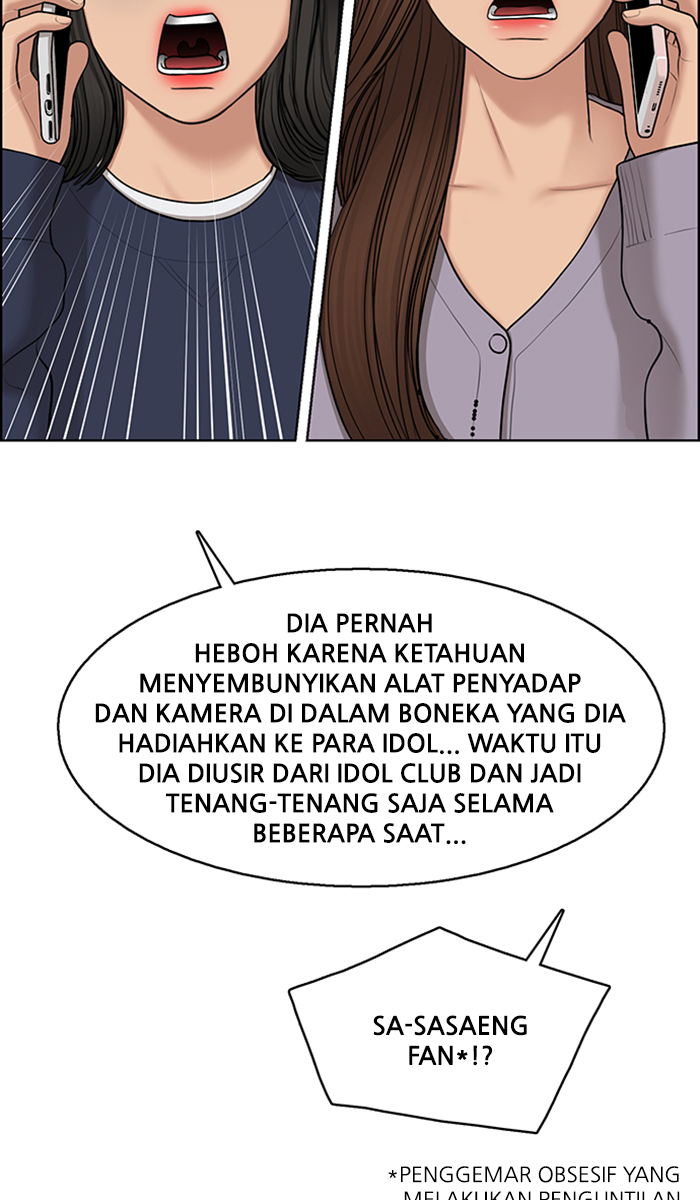 DIA PERNAH
HEBOH KARENA KETAHUAN
MENYEMBUNYIKAN ALAT PENYADAP
DAN KAMERA DI DALAM BONEKA YANG DIA
HADIAHKAN KE PARA IDOL... WAKTU ITU
DIA DIUSIR DARI IDOL CLUB DAN JADI
TENANG-TENANG SAJA SELAMA
BEBERAPA SAAT...
SA-SASAENG
FAN*!?
*PENGGEMAR OBSESIF YANG
MELAKUKAN PENGUNTILAN